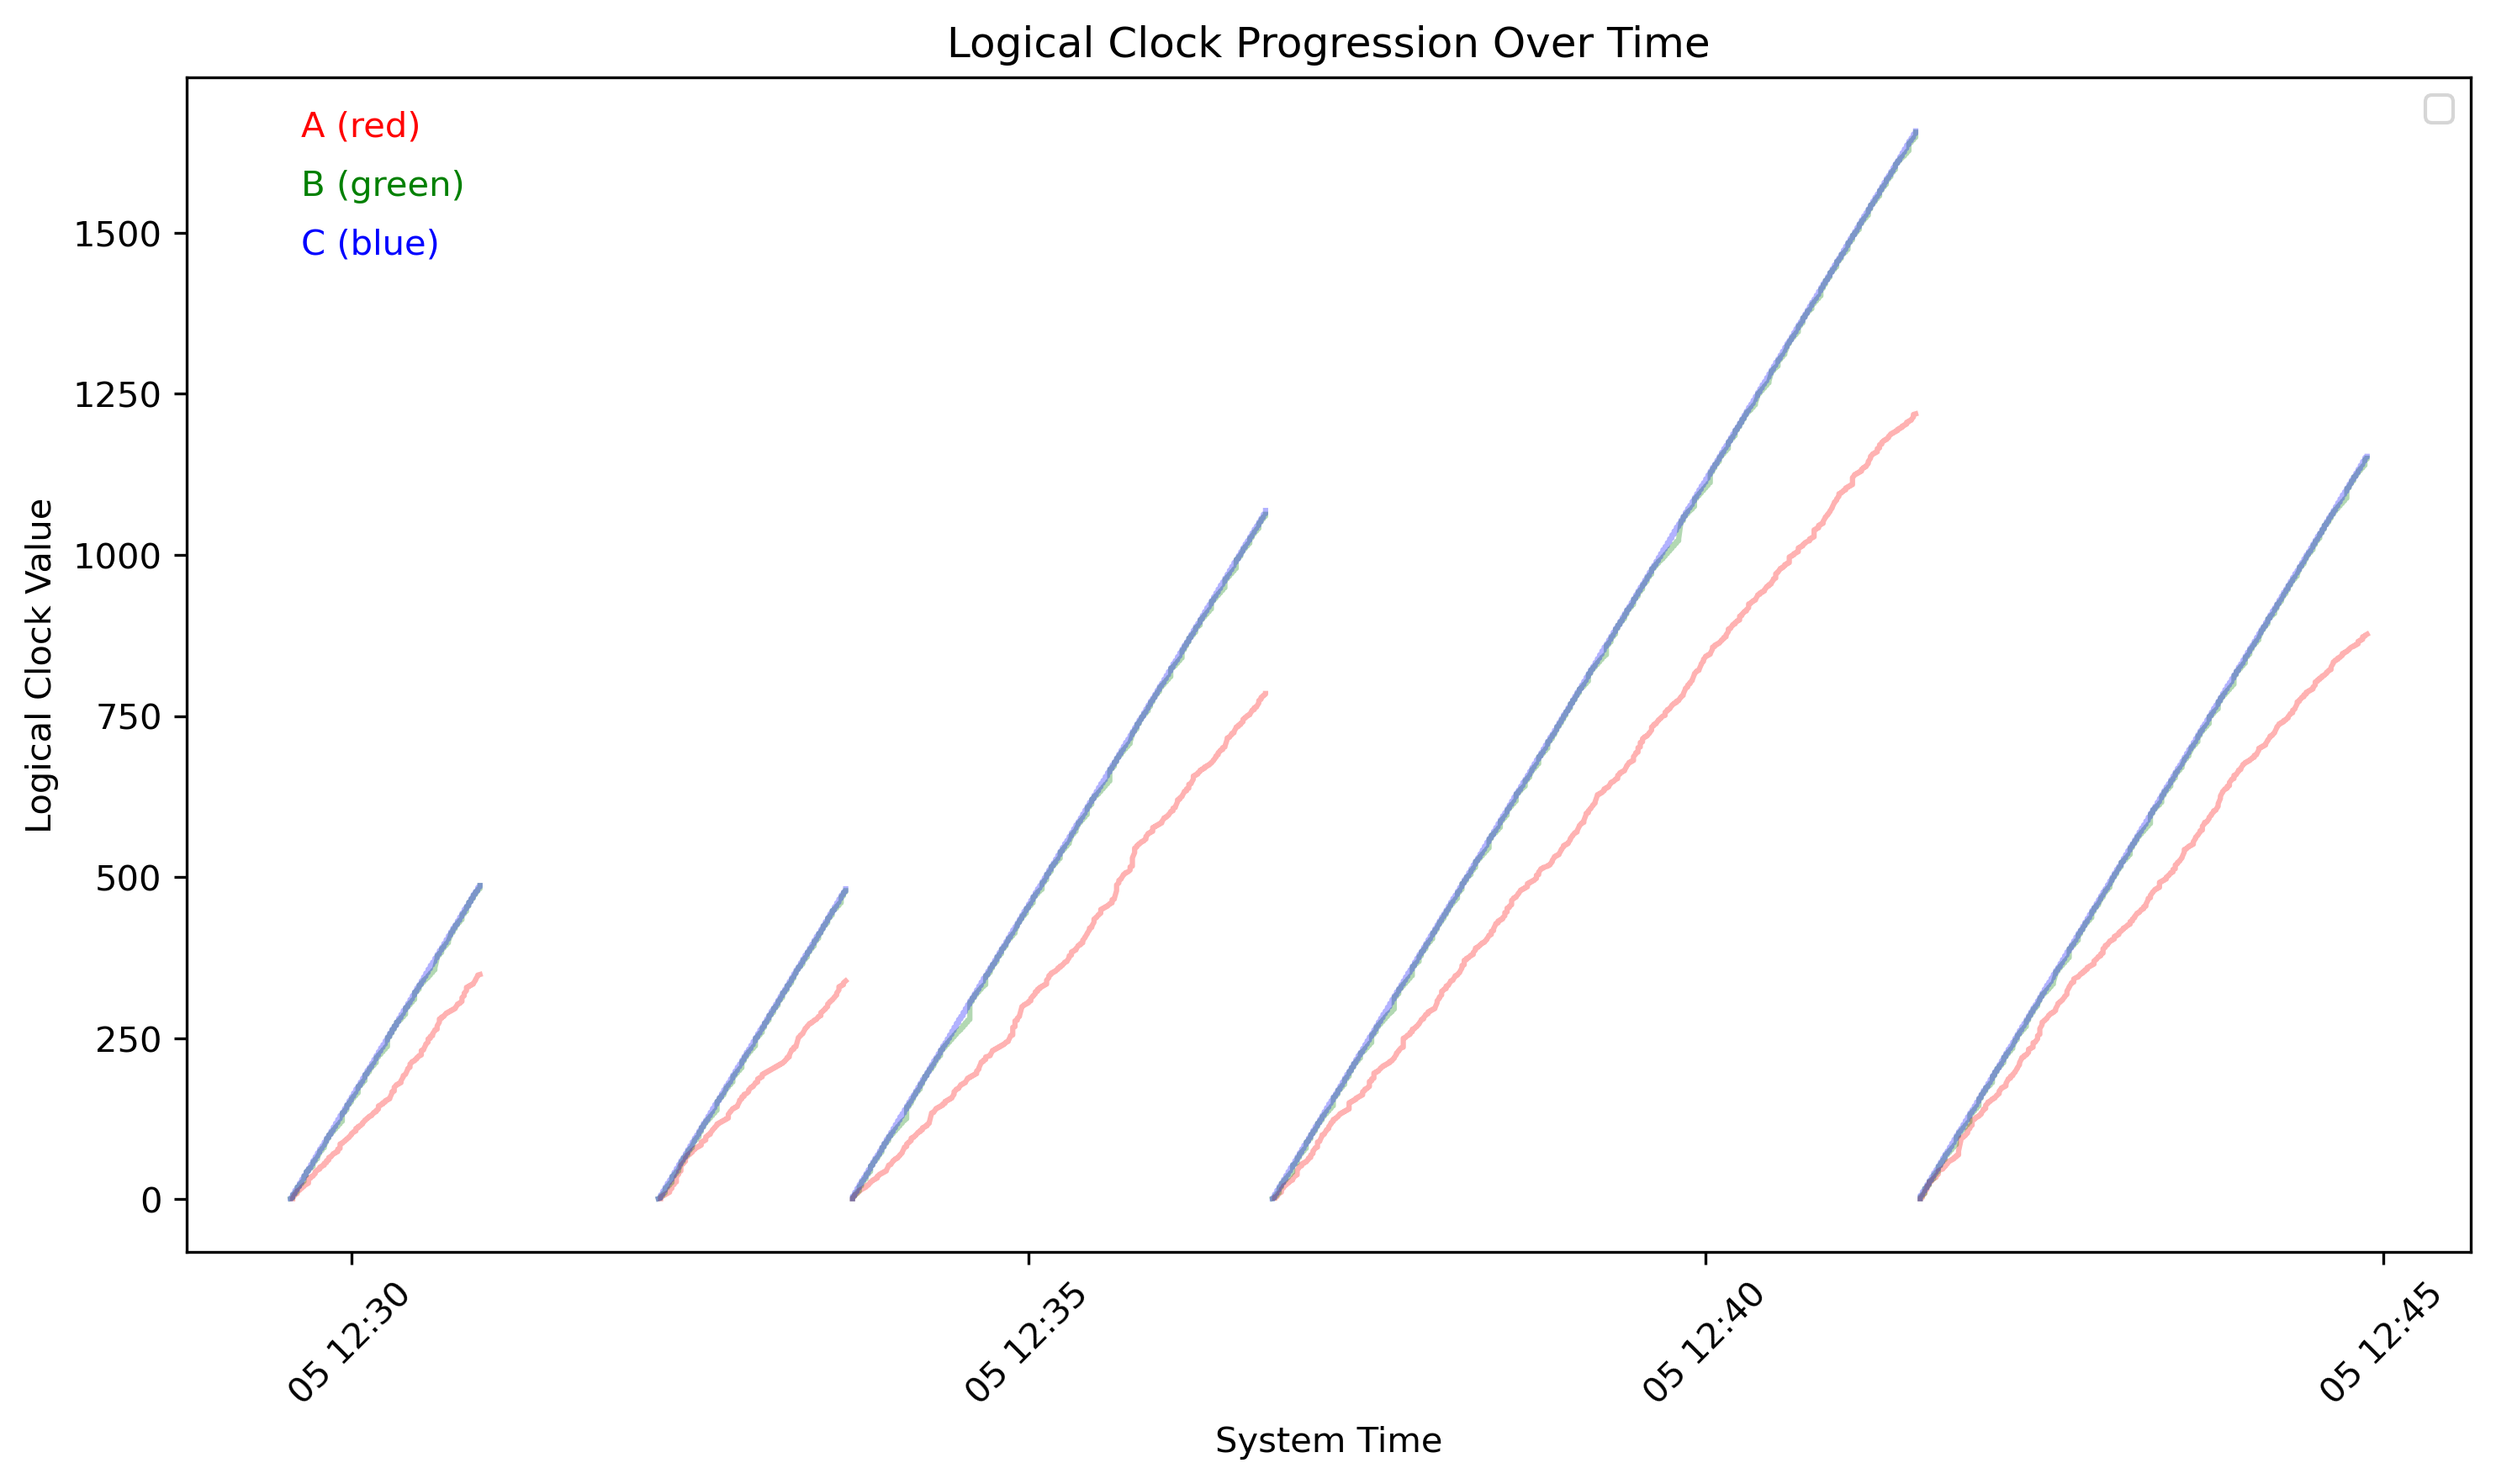 Logical Clock Progression Over Time
A (red)
B (green)
C (blue)
Logical Clock Value
1500
1250
1000
750
500
250
0
05 12:30
05 12:35
05 12:40
05 12:45
System Time